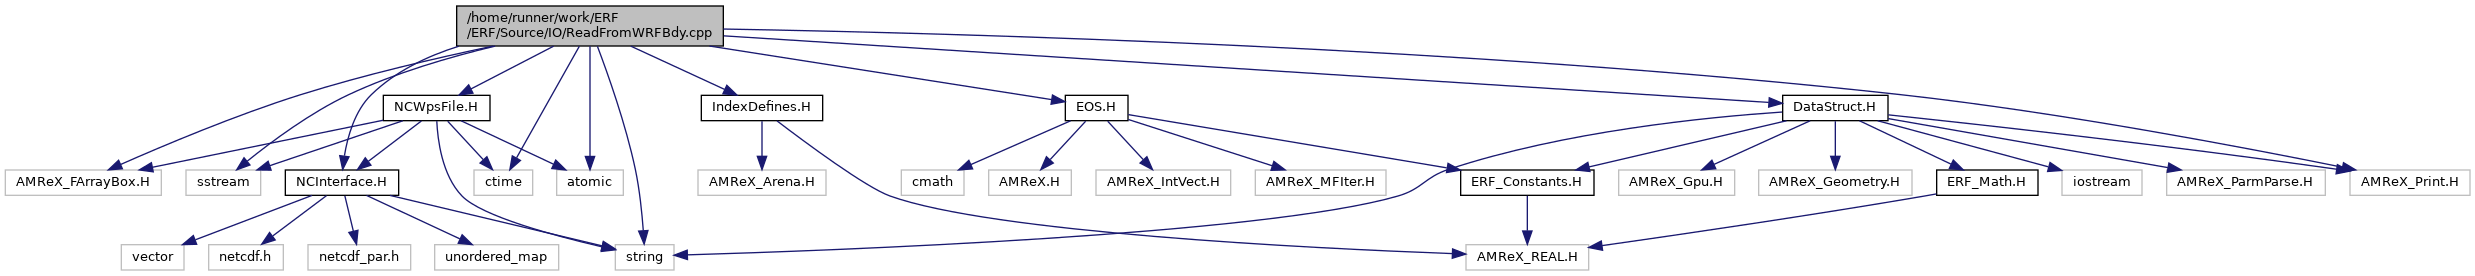 /home/runner/work/ERF
/ERF/Source/IO/ReadFromWRFBdy.cpp
NCWpsFile.H
IndexDefines.H
EOS.H
DataStruct.H
AMReX_FArrayBox.H
sstream
NCInterface.H
ctime
atomic
AMReX_Arena.H
cmath
AMReX.H
AMReX_IntVect.H
AMReX_MFIter.H
ERF_Constants.H
AMReX_Gpu.H
AMReX_Geometry.H
ERF_Math.H
iostream
AMReX_ParmParse.H
AMReX_Print.H
vector
netcdf.h
netcdf_par.h
unordered_map
string
AMReX_REAL.H